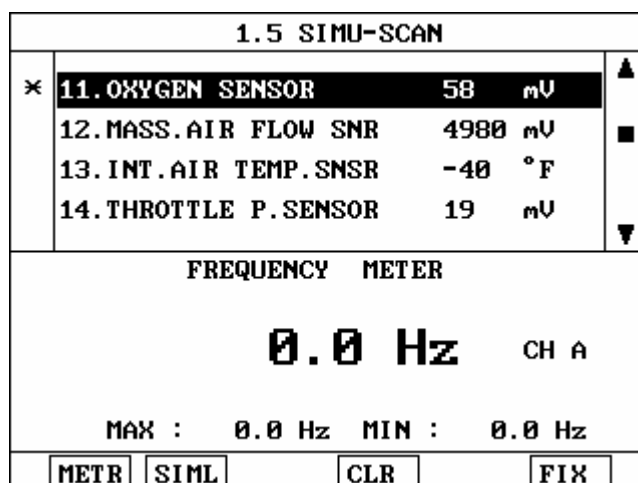 1.5 SIMU-SCAN
* 11.OXYGEN SENSOR 58 mV
12.MASS.AIR FLOW SNR 4980 mV
13.INT.AIR TEMP.SNSR -40 °F
14.THROTTLE P.SENSOR 19 mV
FREQUENCY METER
0.0 Hz CH A
MAX : 0.0 Hz MIN : 0.0 Hz
METR SIML CLR FIX